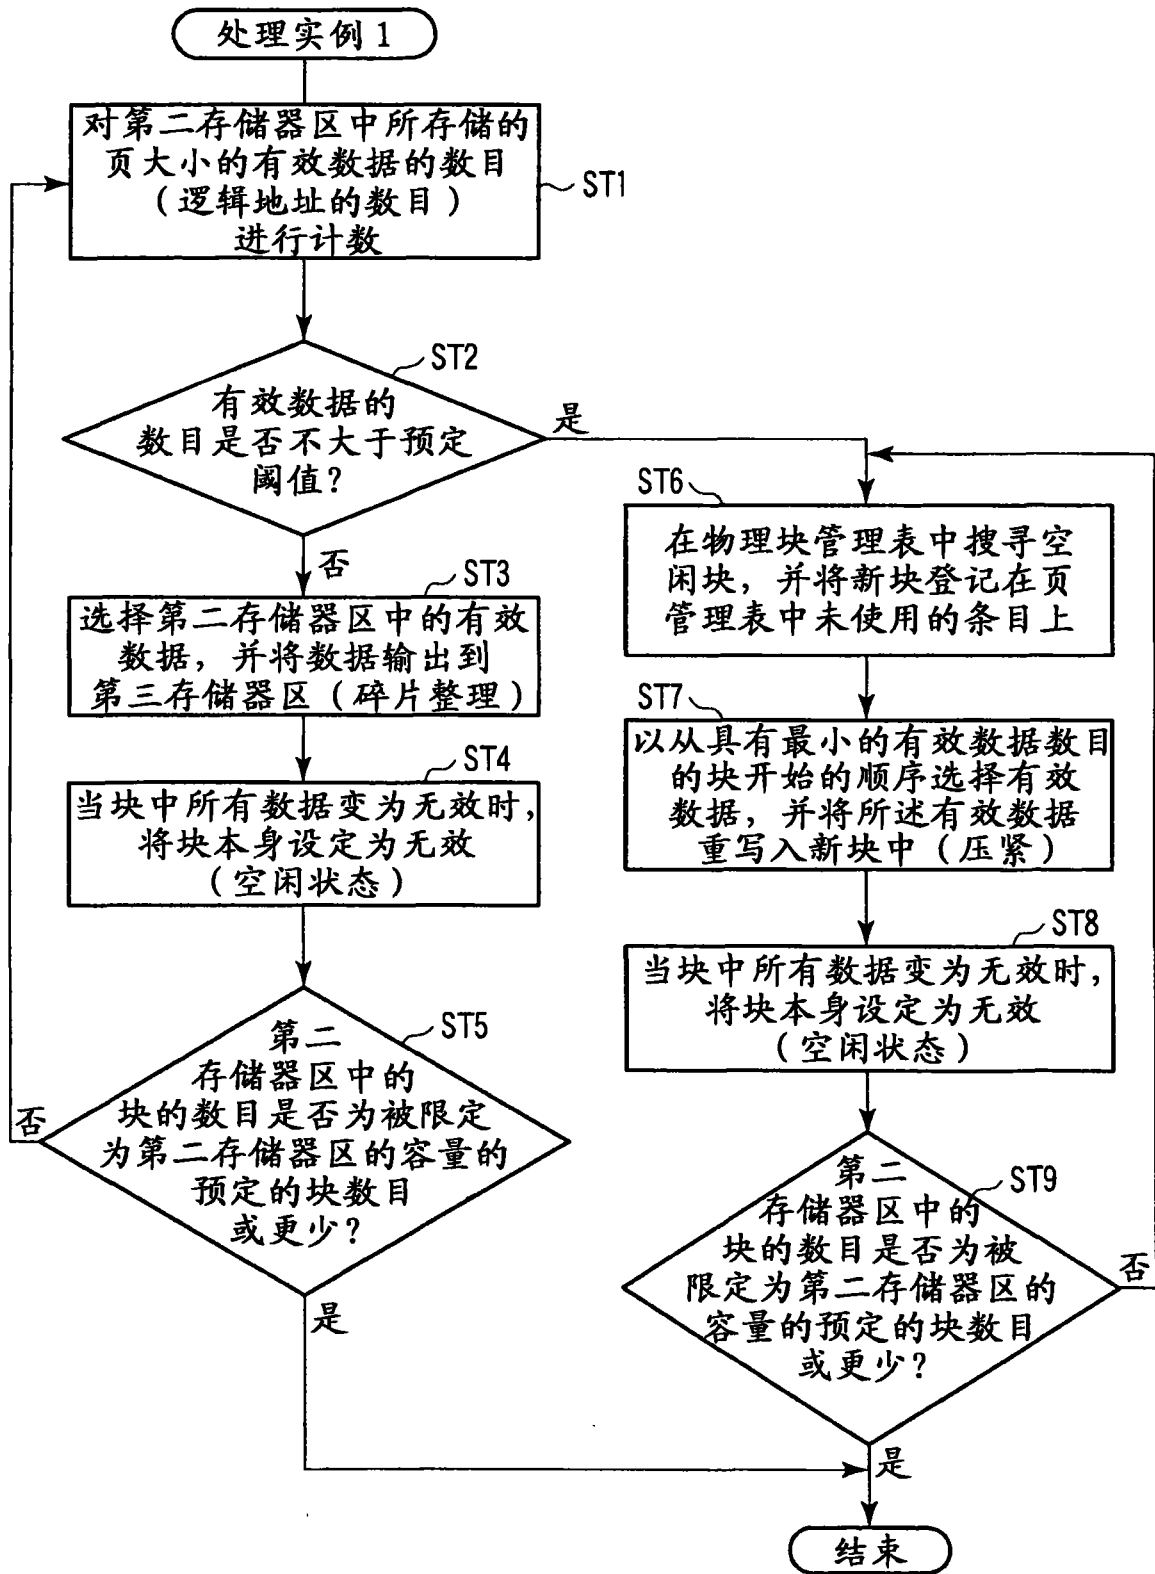 处理实例1
对第二存储器区中所存储的
页大小的有效数据的数目
（逻辑地址的数目）
进行计数
ST1
ST2
有效数据的
数目是否不大于预定
阈值？
是
否
ST3
选择第二存储器区中的有效
数据，并将数据输出到
第三存储器区（碎片整理）
ST4
当块中所有数据变为无效时，
将块本身设定为无效
（空闲状态）
ST5
第二
存储器区中的
块的数目是否为被限定
为第二存储器区的容量的
预定的块数目
或更少？
否
是
ST6
在物理块管理表中搜寻空
闲块，并将新块登记在页
管理表中未使用的条目上
ST7
以从具有最小的有效数据数目
的块开始的顺序选择有效
数据，并将所述有效数据
重写入新块中（压紧）
ST8
当块中所有数据变为无效时，
将块本身设定为无效
（空闲状态）
ST9
第二
存储器区中的
块的数目是否为被
限定为第二存储器区的
容量的预定的块数目
或更少？
否
是
结束